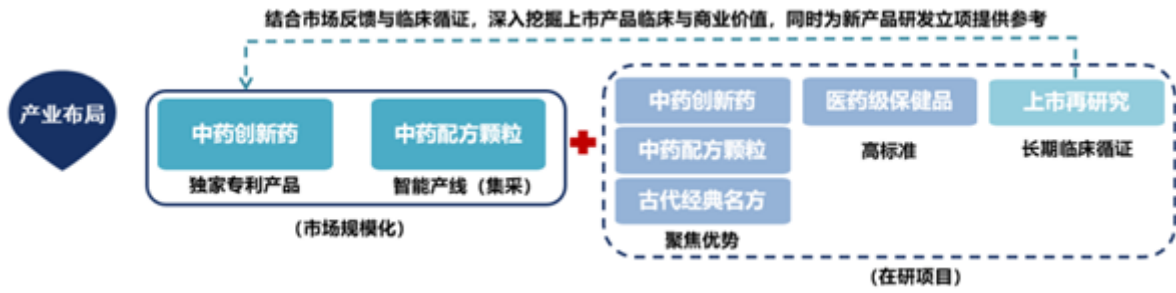 结合市场反馈与临床循证，深入挖掘上市产品临床与商业价值，同时为新产品研发立项提供参考
产业布局
中药创新药
独家专利产品
中药配方颗粒
智能产线（集采）
（市场规模化）
中药创新药
中药配方颗粒
古代经典名方
聚焦优势
医药级保健品
高标准
上市再研究
长期临床循证
（在研项目）